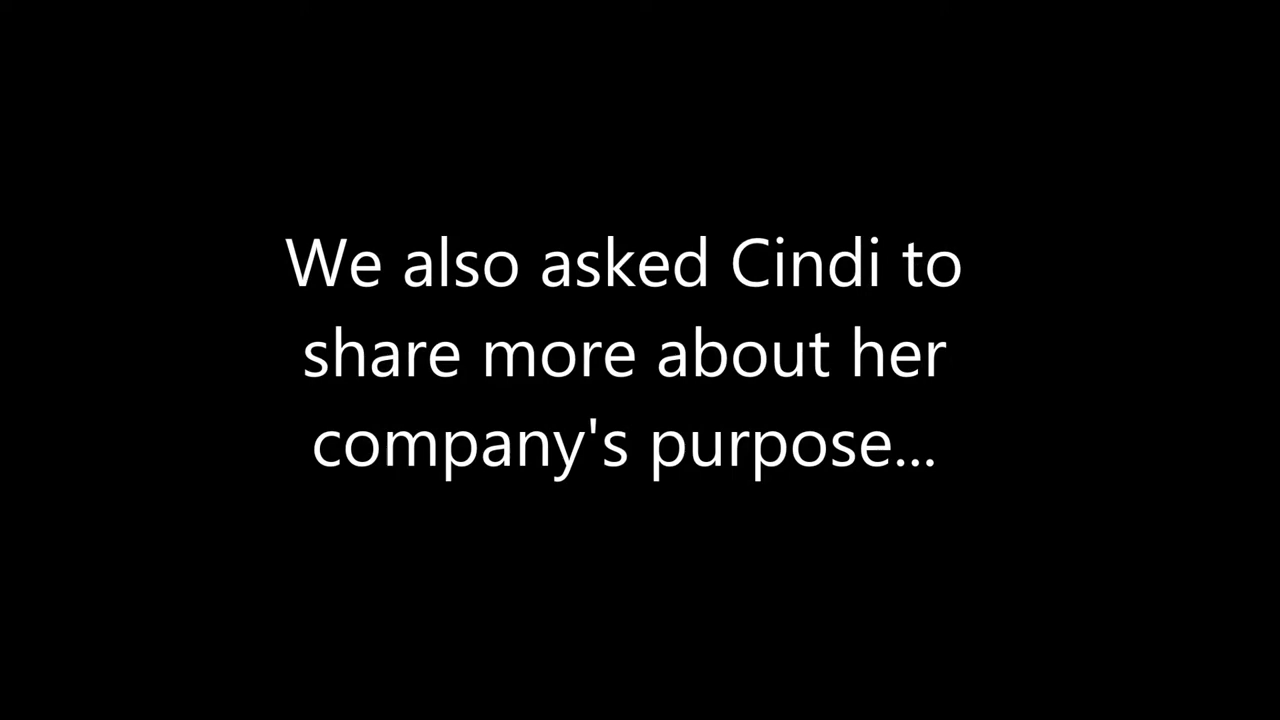 We also asked Cindi to
share more about her
company's purpose...